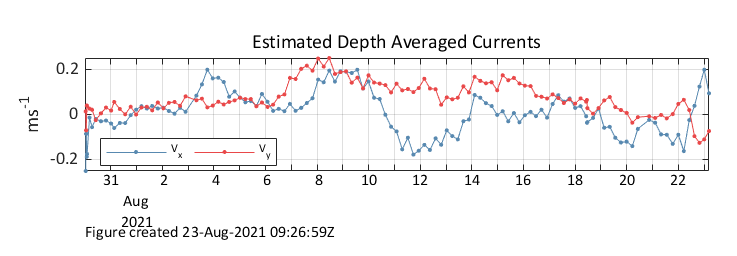 Estimated Depth Averaged Currents
ms-1
0.2
0
-0.2
Vx Vy
31 2 4 6 8 10 12 14 16 18 20 22
Aug
2021
Figure created 23-Aug-2021 09:26:59Z